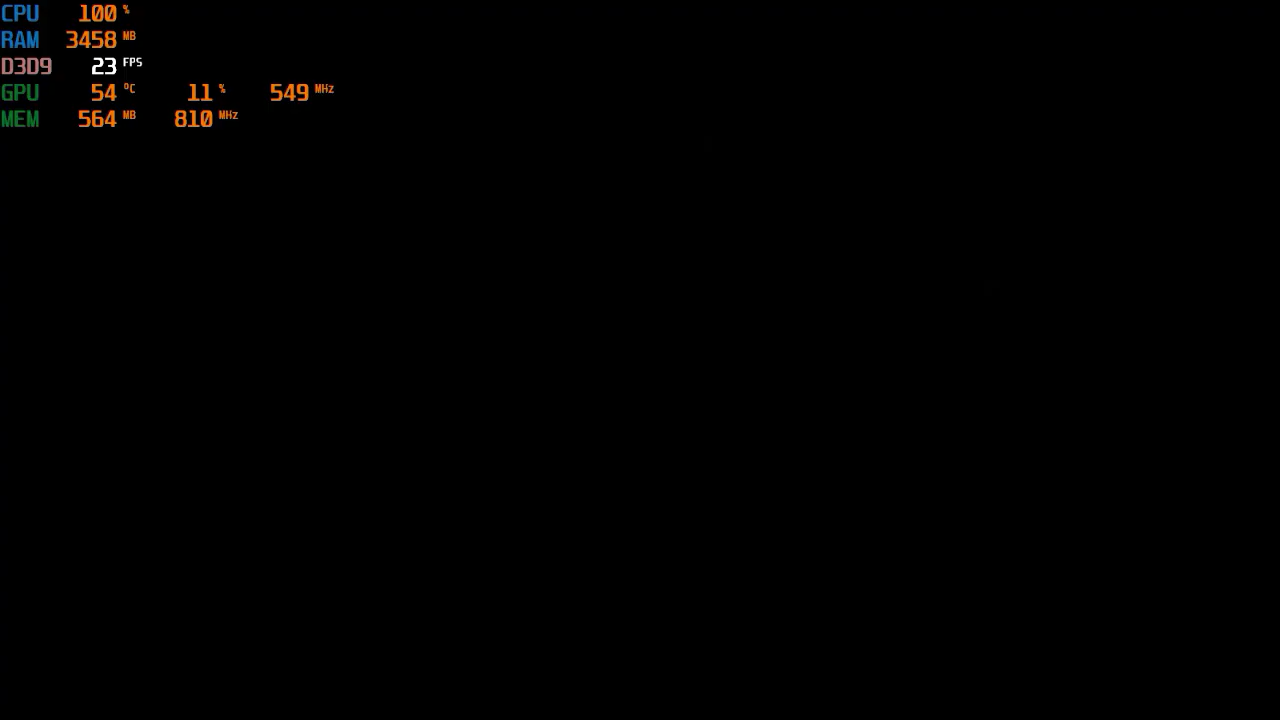 CPU 100 %
RAM 3458 MB
D3D9 23 FPS
GPU 54 °C 11 % 549 MHz
MEM 564 MB 810 MHz